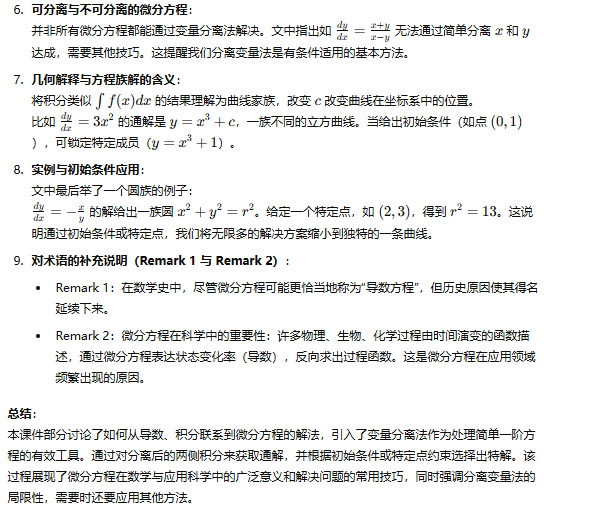 6. 可分离与不可分离的微分方程：
并非所有微分方程都能通过变量分离法解决。文中指出如 dy/dx = (x+y)/(x−y) 无法通过简单分离 x 和 y
达成，需要其他技巧。这提醒我们分离变量法是有条件适用的基本方法。
7. 几何解释与方程族解的含义：
将积分类似 ∫ f(x)dx 的结果理解为曲线家族，改变 c 改变曲线在坐标系中的位置。
比如 dy/dx = 3x² 的通解是 y = x³ + c，一族不同的立方曲线。当给出初始条件（如点 (0, 1)
），可锁定特定成员（y = x³ + 1）。
8. 实例与初始条件应用：
文中最后举了一个圆族的例子：
dy/dx = −x/y 的解给出一族圆 x² + y² = r²。给定一个特定点，如 (2, 3)，得到 r² = 13。这说
明通过初始条件或特定点，我们将无限多的解决方案缩小到独特的一条曲线。
9. 对术语的补充说明（Remark 1 与 Remark 2）：
• Remark 1：在数学史中，尽管微分方程可能更恰当地称为“导数方程”，但历史原因使其得名
延续下来。
• Remark 2：微分方程在科学中的重要性：许多物理、生物、化学过程由时间演变的函数描
述，通过微分方程表达状态变化率（导数），反向求出过程函数。这是微分方程在应用领域
频繁出现的原因。
总结：
本课件部分讨论了如何从导数、积分联系到微分方程的解法，引入了变量分离法作为处理简单一阶方
程的有效工具。通过对分离后的两侧积分来获取通解，并根据初始条件或特定点约束选择出特解。该
过程展现了微分方程在数学与应用科学中的广泛意义和解决问题的常用技巧，同时强调分离变量法的
局限性，需要时还要应用其他方法。